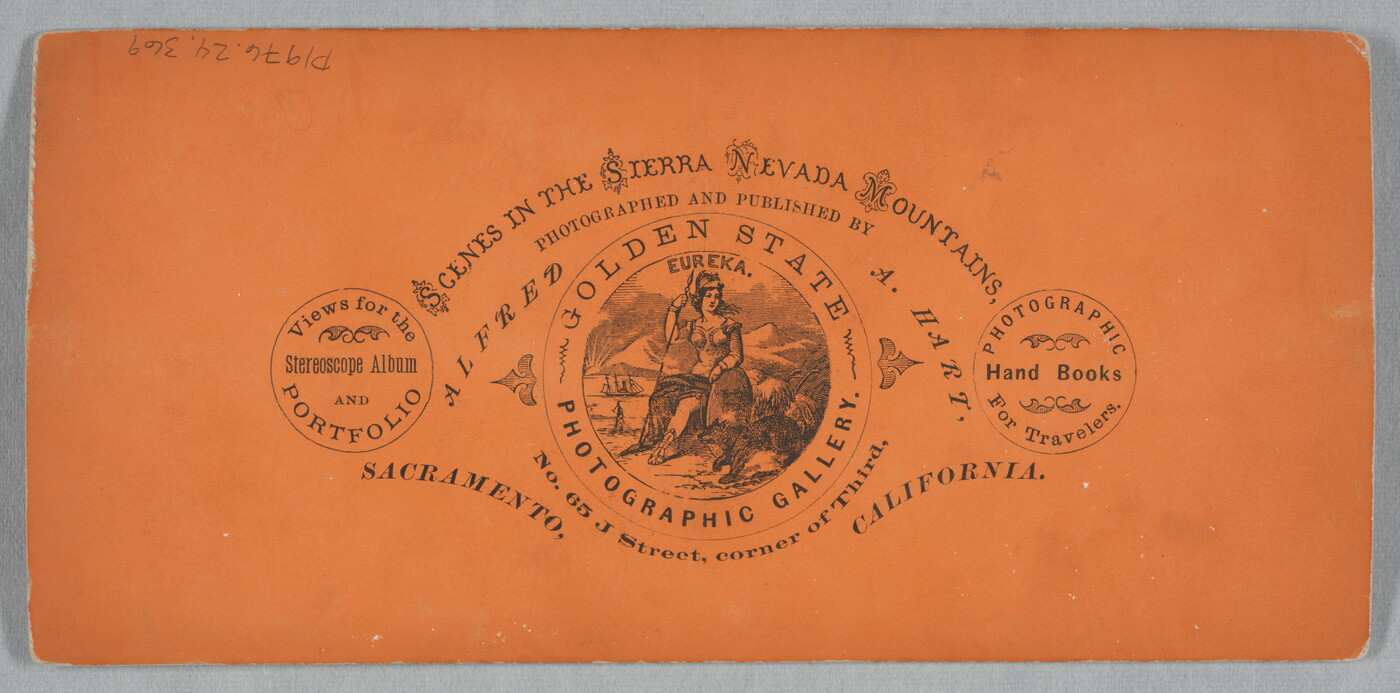 P1976.24.369
SCENES IN THE SIERRA NEVADA MOUNTAINS,
PHOTOGRAPHED AND PUBLISHED BY
ALFRED A. HART,
GOLDEN STATE
PHOTOGRAPHIC GALLERY.
EUREKA.
No. 65 J Street, corner of Third,
SACRAMENTO, CALIFORNIA.
Views for the
Stereoscope Album
AND
PORTFOLIO
PHOTOGRAPHIC
Hand Books
For Travelers.